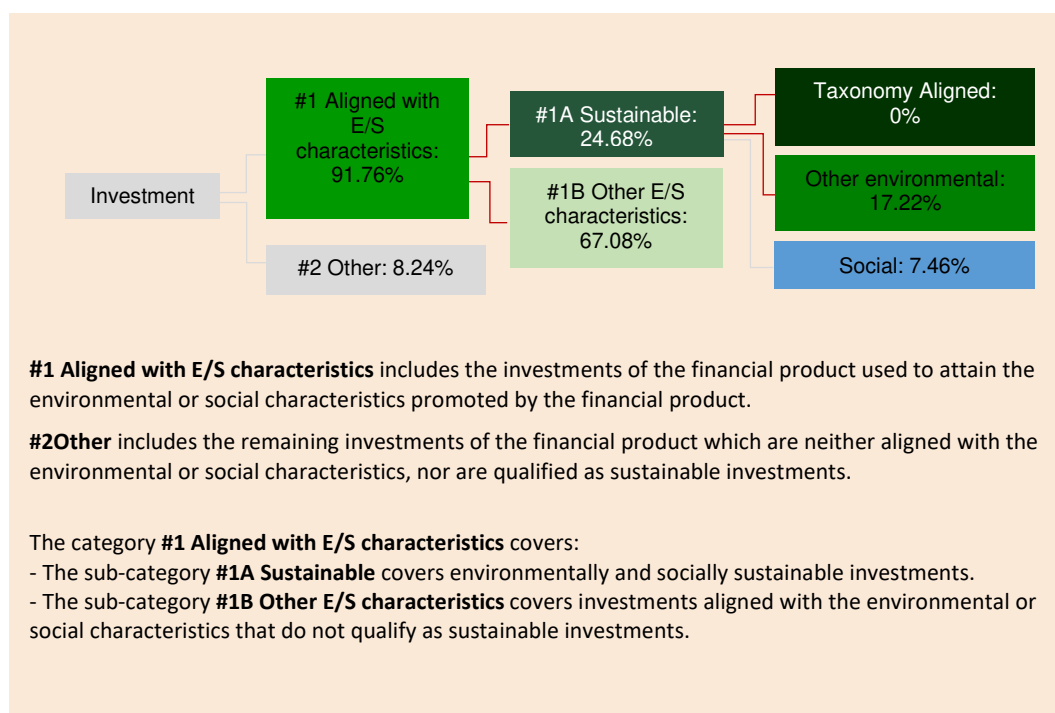 Investment
#1 Aligned with
E/S
characteristics:
91.76%
#2 Other: 8.24%
#1A Sustainable:
24.68%
#1B Other E/S
characteristics:
67.08%
Taxonomy Aligned:
0%
Other environmental:
17.22%
Social: 7.46%
#1 Aligned with E/S characteristics includes the investments of the financial product used to attain the
environmental or social characteristics promoted by the financial product.
#2Other includes the remaining investments of the financial product which are neither aligned with the
environmental or social characteristics, nor are qualified as sustainable investments.
The category #1 Aligned with E/S characteristics covers:
- The sub-category #1A Sustainable covers environmentally and socially sustainable investments.
- The sub-category #1B Other E/S characteristics covers investments aligned with the environmental or
social characteristics that do not qualify as sustainable investments.